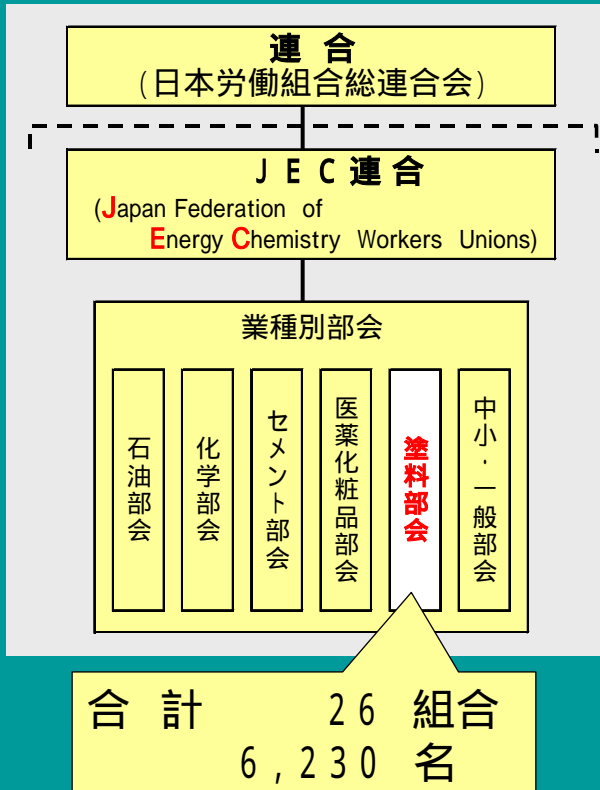 連合
(日本労働組合総連合会)
JEC連合
(Japan Federation of
Energy Chemistry Workers Unions)
業種別部会
石油部会
化学部会
セメント部会
医薬化粧品部会
塗料部会
中小・一般部会
合計 26 組合
6,230 名